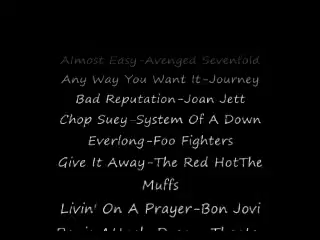 Almost Easy-Avenged Sevenfold
Any Way You Want It-Journey
Bad Reputation-Joan Jett
Chop Suey-System Of A Down
Everlong-Foo Fighters
Give It Away-The Red HotThe
Muffs
Livin' On A Prayer-Bon Jovi